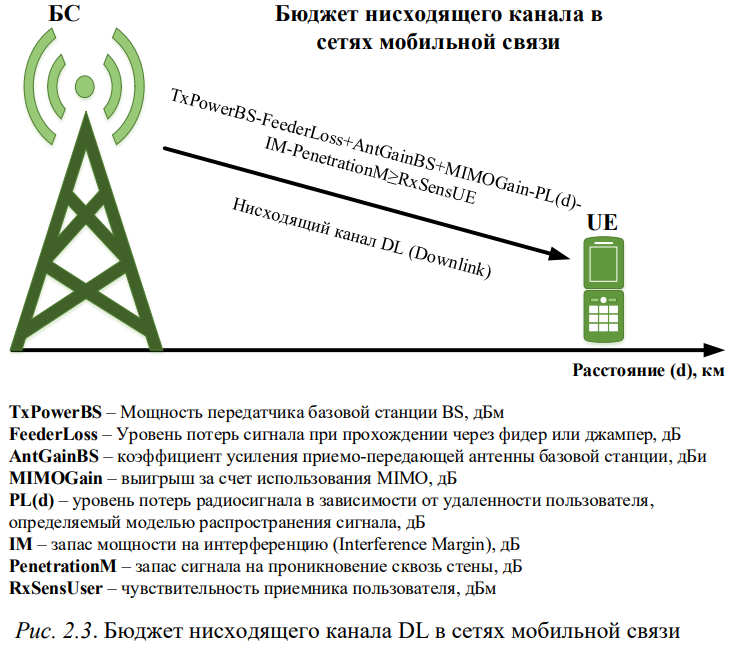 БС
Бюджет нисходящего канала в
сетях мобильной связи
TxPowerBS-FeederLoss+AntGainBS+MIMOGain-PL(d)-
IM-PenetrationM≥RxSensUE
Нисходящий канал DL (Downlink)
UE
Расстояние (d), км
TxPowerBS – Мощность передатчика базовой станции BS, дБм
FeederLoss – Уровень потерь сигнала при прохождении через фидер или джампер, дБ
AntGainBS – коэффициент усиления приемо-передающей антенны базовой станции, дБи
MIMOGain – выигрыш за счет использования MIMO, дБ
PL(d) – уровень потерь радиосигнала в зависимости от удаленности пользователя,
определяемый моделью распространения сигнала, дБ
IM – запас мощности на интерференцию (Interference Margin), дБ
PenetrationM – запас сигнала на проникновение сквозь стены, дБ
RxSensUser – чувствительность приемника пользователя, дБм
Рис. 2.3. Бюджет нисходящего канала DL в сетях мобильной связи